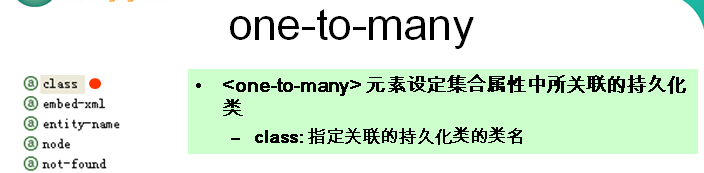 one-to-many
class
embed-xml
entity-name
node
not-found
• <one-to-many> 元素设定集合属性中所关联的持久化
类
– class: 指定关联的持久化类的类名